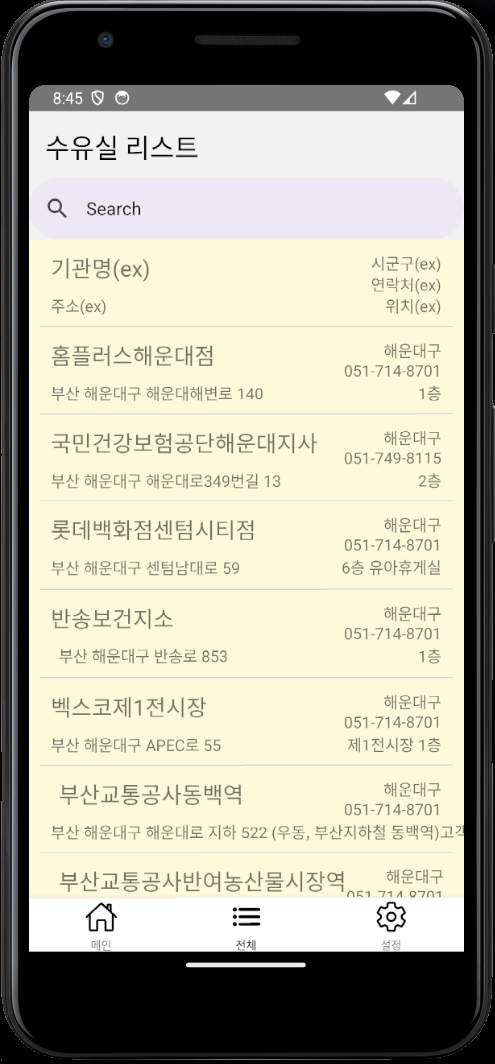 8:45
수유실 리스트
Search
기관명(ex)
시군구(ex)
연락처(ex)
주소(ex)
위치(ex)
홈플러스해운대점
해운대구
051-714-8701
부산 해운대구 해운대해변로 140
1층
국민건강보험공단해운대지사
해운대구
051-749-8115
부산 해운대구 해운대로349번길 13
2층
롯데백화점센텀시티점
해운대구
051-714-8701
부산 해운대구 센텀남대로 59
6층 유아휴게실
반송보건지소
해운대구
051-714-8701
부산 해운대구 반송로 853
1층
벡스코제1전시장
해운대구
051-714-8701
부산 해운대구 APEC로 55
제1전시장 1층
부산교통공사동백역
해운대구
051-714-8701
부산 해운대구 해운대로 지하 522 (우동, 부산지하철 동백역)고객
부산교통공사반여농산물시장역
해운대구
051-714-8701
메인
전체
설정